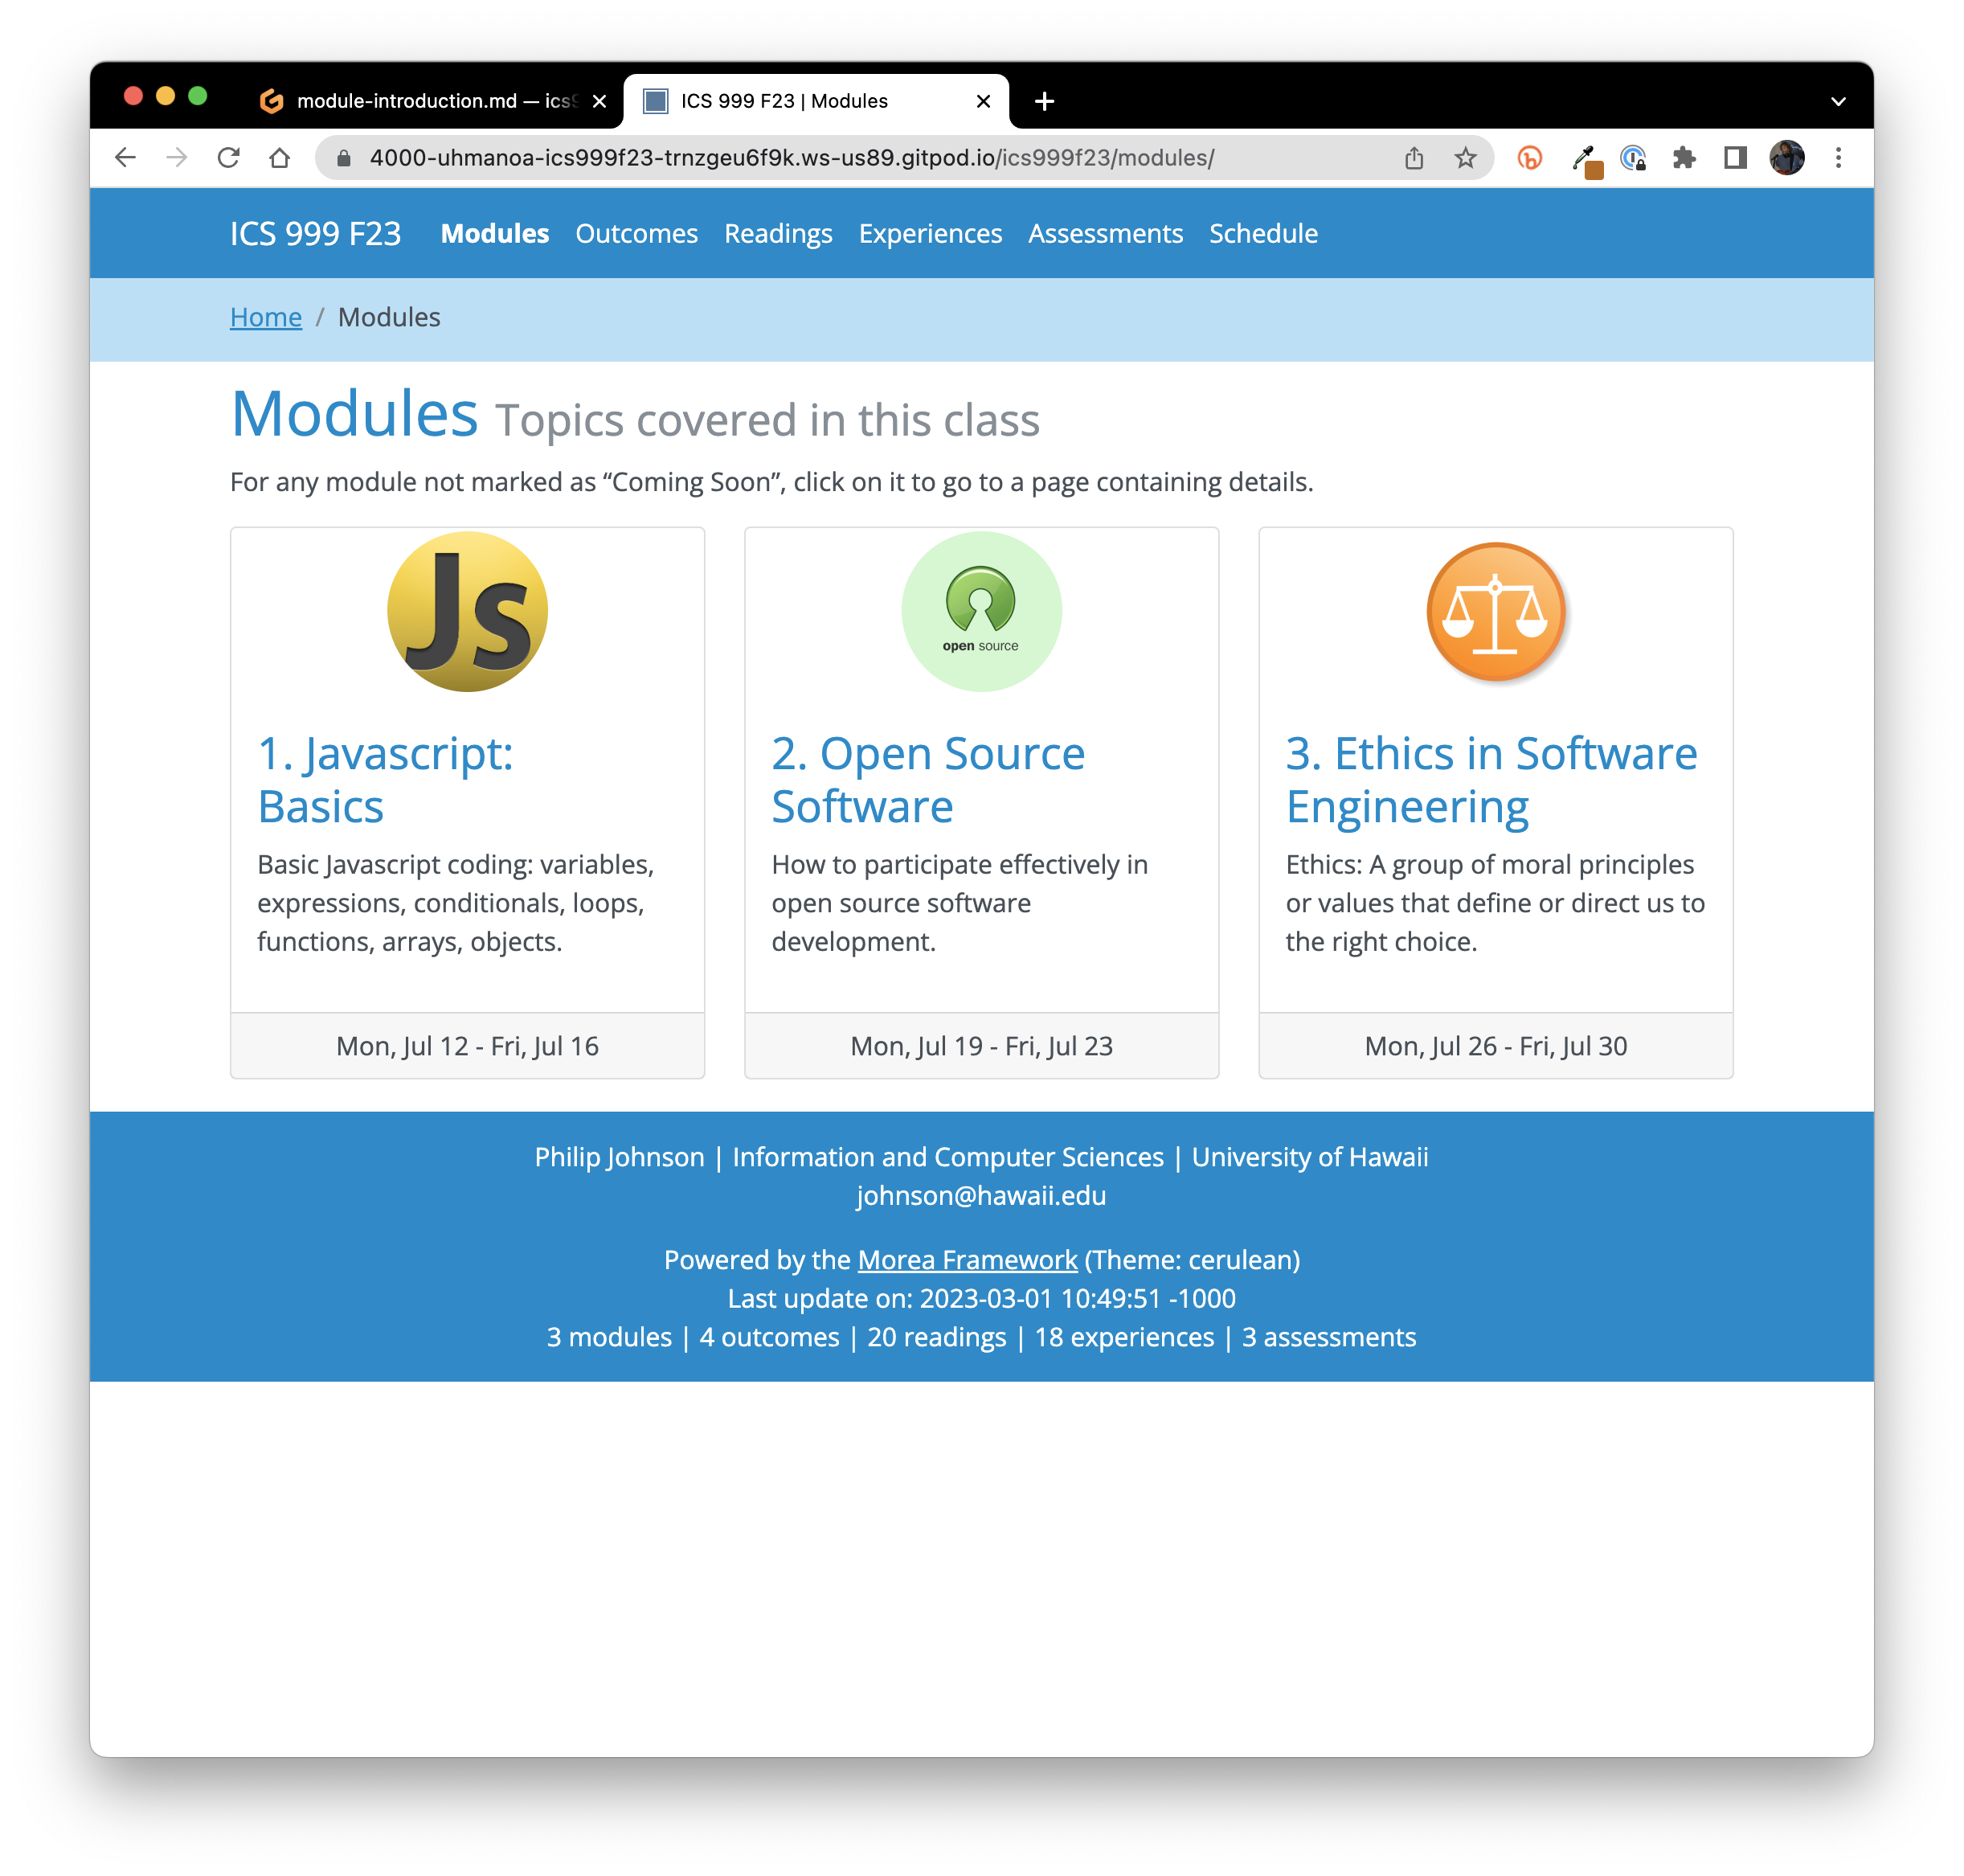 module-introduction.md — ics
ICS 999 F23 | Modules
4000-uhmanoa-ics999f23-trnzgeu6f9k.ws-us89.gitpod.io/ics999f23/modules/
ICS 999 F23 Modules Outcomes Readings Experiences Assessments Schedule
Home / Modules
Modules Topics covered in this class
For any module not marked as “Coming Soon”, click on it to go to a page containing details.
Js
1. Javascript:
Basics
Basic Javascript coding: variables,
expressions, conditionals, loops,
functions, arrays, objects.
Mon, Jul 12 - Fri, Jul 16
open source
2. Open Source
Software
How to participate effectively in
open source software
development.
Mon, Jul 19 - Fri, Jul 23
3. Ethics in Software
Engineering
Ethics: A group of moral principles
or values that define or direct us to
the right choice.
Mon, Jul 26 - Fri, Jul 30
Philip Johnson | Information and Computer Sciences | University of Hawaii
johnson@hawaii.edu
Powered by the Morea Framework (Theme: cerulean)
Last update on: 2023-03-01 10:49:51 -1000
3 modules | 4 outcomes | 20 readings | 18 experiences | 3 assessments